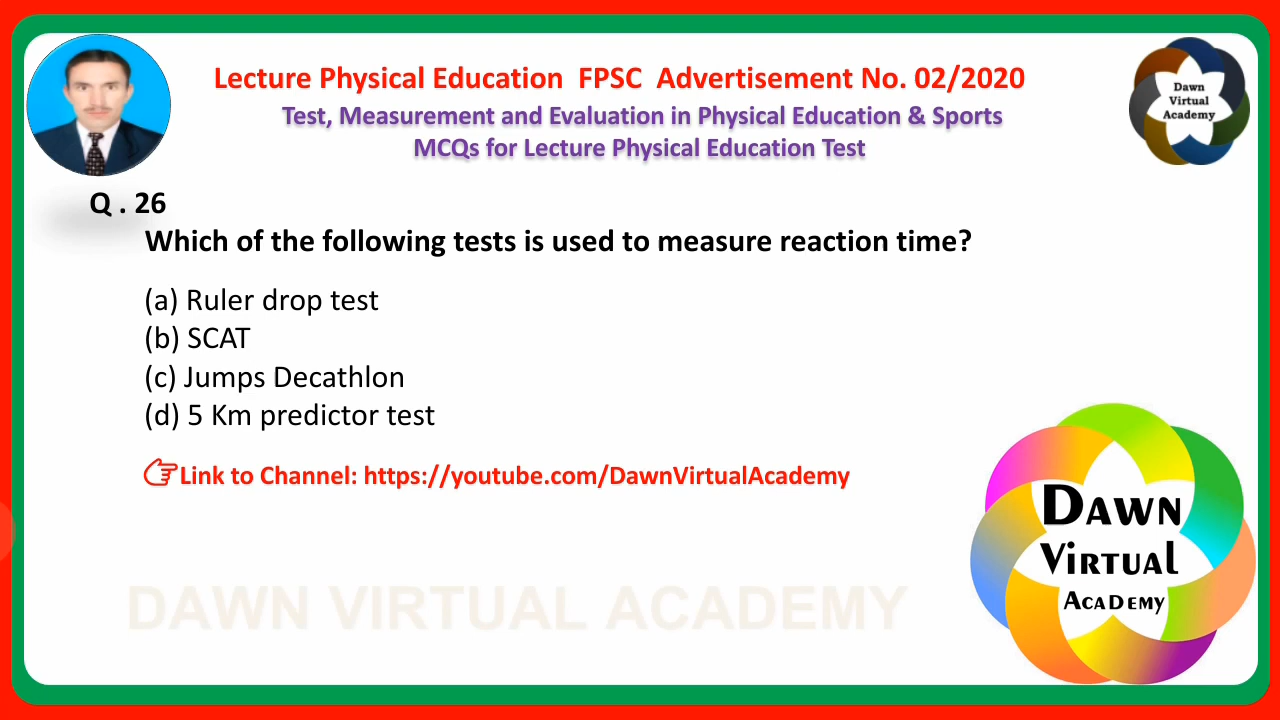 Lecture Physical Education FPSC Advertisement No. 02/2020
Test, Measurement and Evaluation in Physical Education & Sports
MCQs for Lecture Physical Education Test
Dawn
Virtual
Academy
Q . 26
Which of the following tests is used to measure reaction time?
(a) Ruler drop test
(b) SCAT
(c) Jumps Decathlon
(d) 5 Km predictor test
Link to Channel: https://youtube.com/DawnVirtualAcademy
DAWN
VIRTUAL
ACADEMY
DAWN VIRTUAL ACADEMY